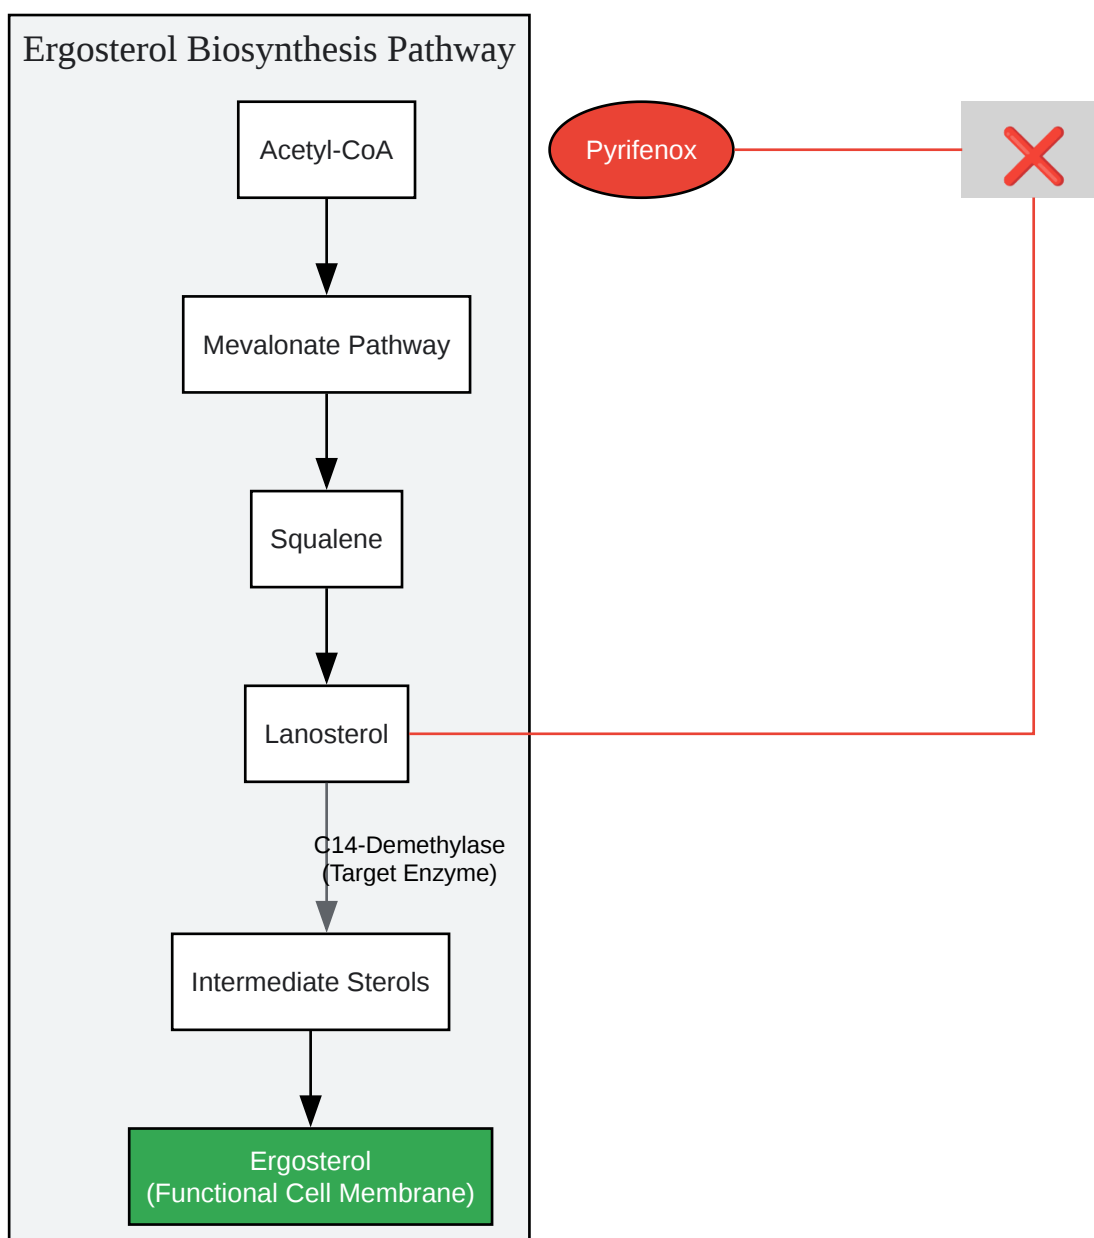 Ergosterol Biosynthesis Pathway
Acetyl-CoA
Pyrifenox
Mevalonate Pathway
Squalene
Lanosterol
C14-Demethylase
(Target Enzyme)
Intermediate Sterols
Ergosterol
(Functional Cell Membrane)